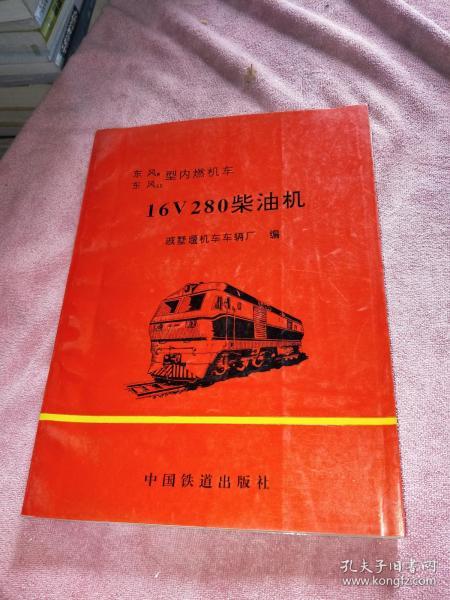 东风₈型内燃机车
东风₁₁
16V280柴油机
戚墅堰机车车辆厂 编
中国铁道出版社
孔夫子旧书网
www.kongfz.com